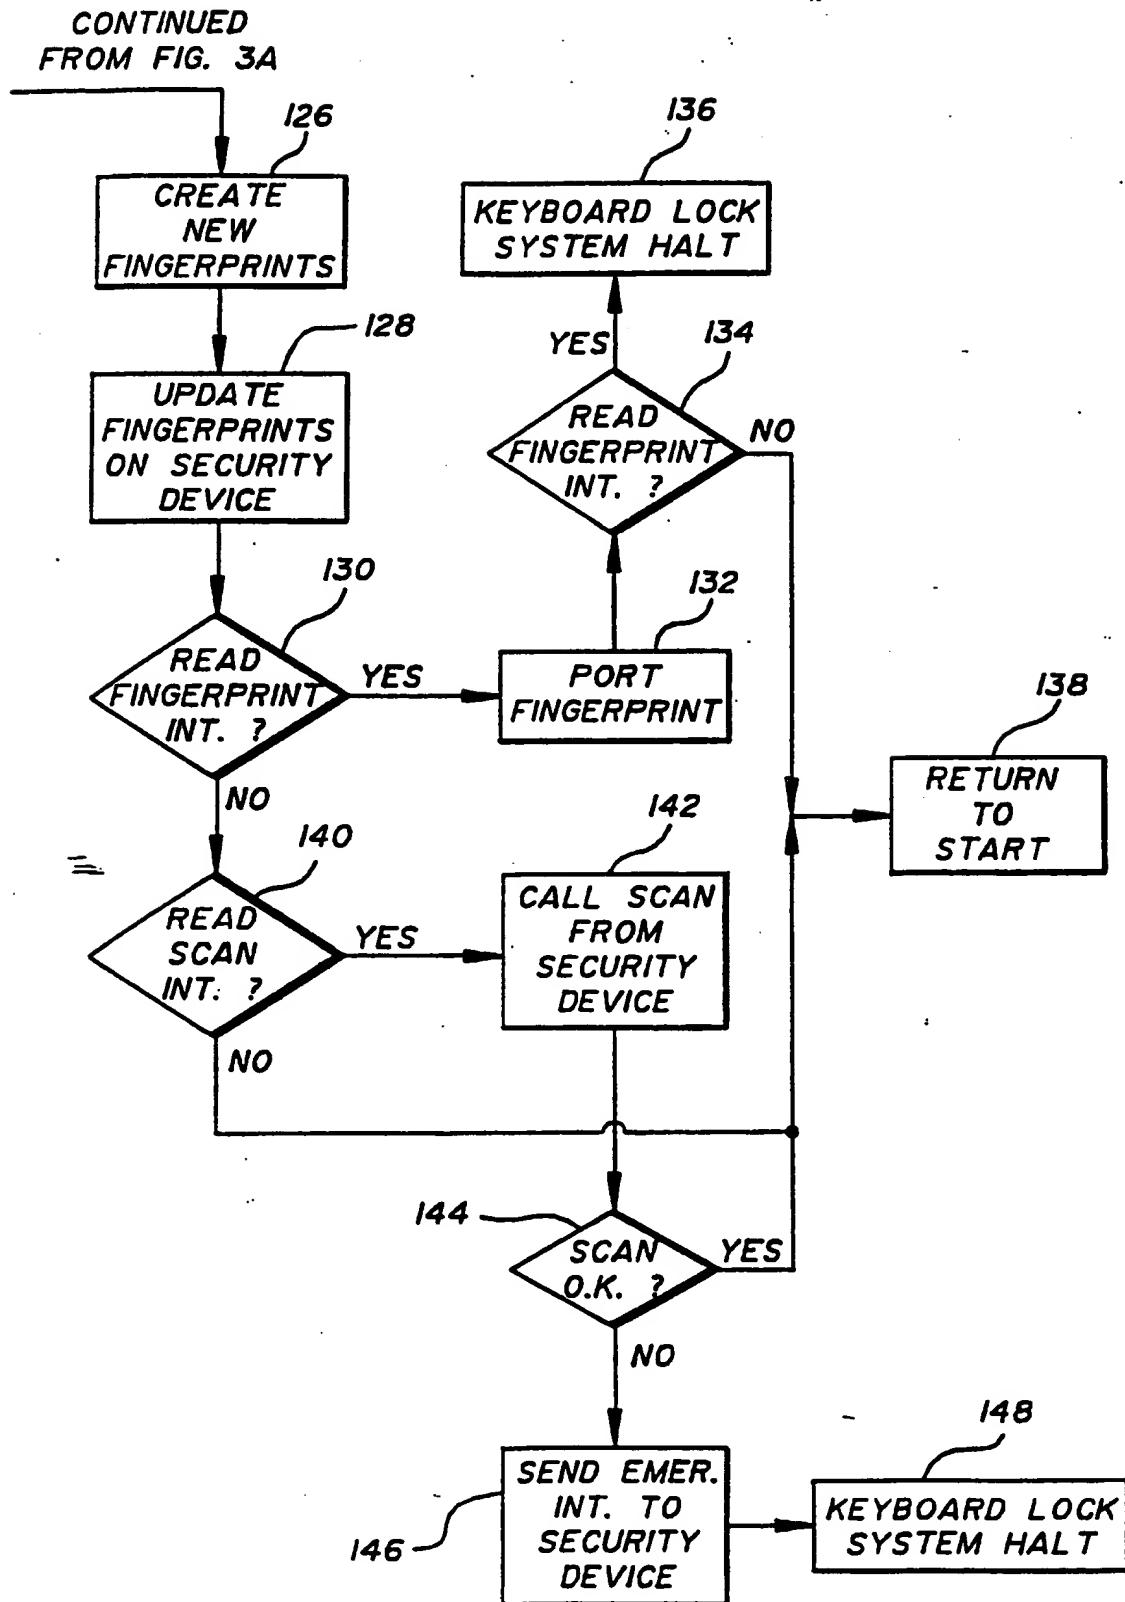 CONTINUED
FROM FIG. 3A
126
CREATE
NEW
FINGERPRINTS
128
UPDATE
FINGERPRINTS
ON SECURITY
DEVICE
130
READ
FINGERPRINT
INT. ?
YES
NO
132
PORT
FINGERPRINT
134
READ
FINGERPRINT
INT. ?
YES
NO
136
KEYBOARD LOCK
SYSTEM HALT
138
RETURN
TO
START
140
READ
SCAN
INT. ?
YES
NO
142
CALL SCAN
FROM
SECURITY
DEVICE
144
SCAN
O.K. ?
YES
NO
146
SEND EMER.
INT. TO
SECURITY
DEVICE
148
KEYBOARD LOCK
SYSTEM HALT